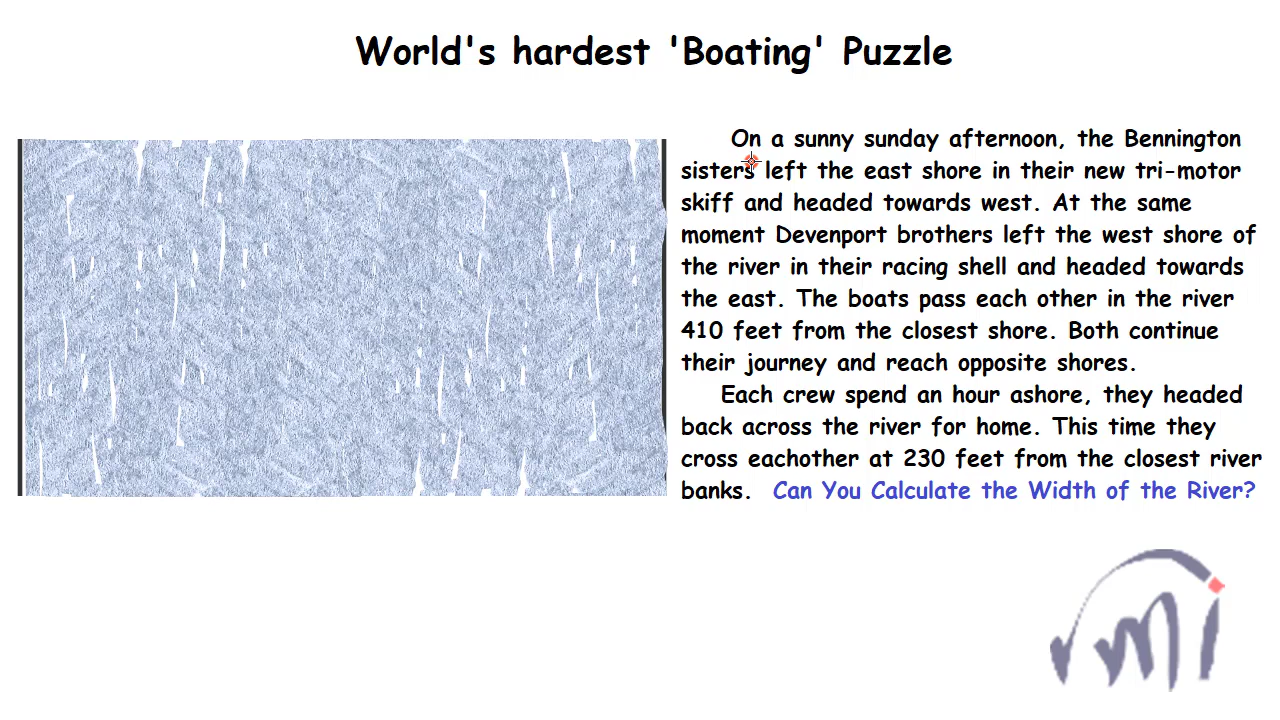 World's hardest 'Boating' Puzzle
On a sunny sunday afternoon, the Bennington
sisters left the east shore in their new tri-motor
skiff and headed towards west. At the same
moment Devenport brothers left the west shore of
the river in their racing shell and headed towards
the east. The boats pass each other in the river
410 feet from the closest shore. Both continue
their journey and reach opposite shores.
Each crew spend an hour ashore, they headed
back across the river for home. This time they
cross eachother at 230 feet from the closest river
banks. Can You Calculate the Width of the River?